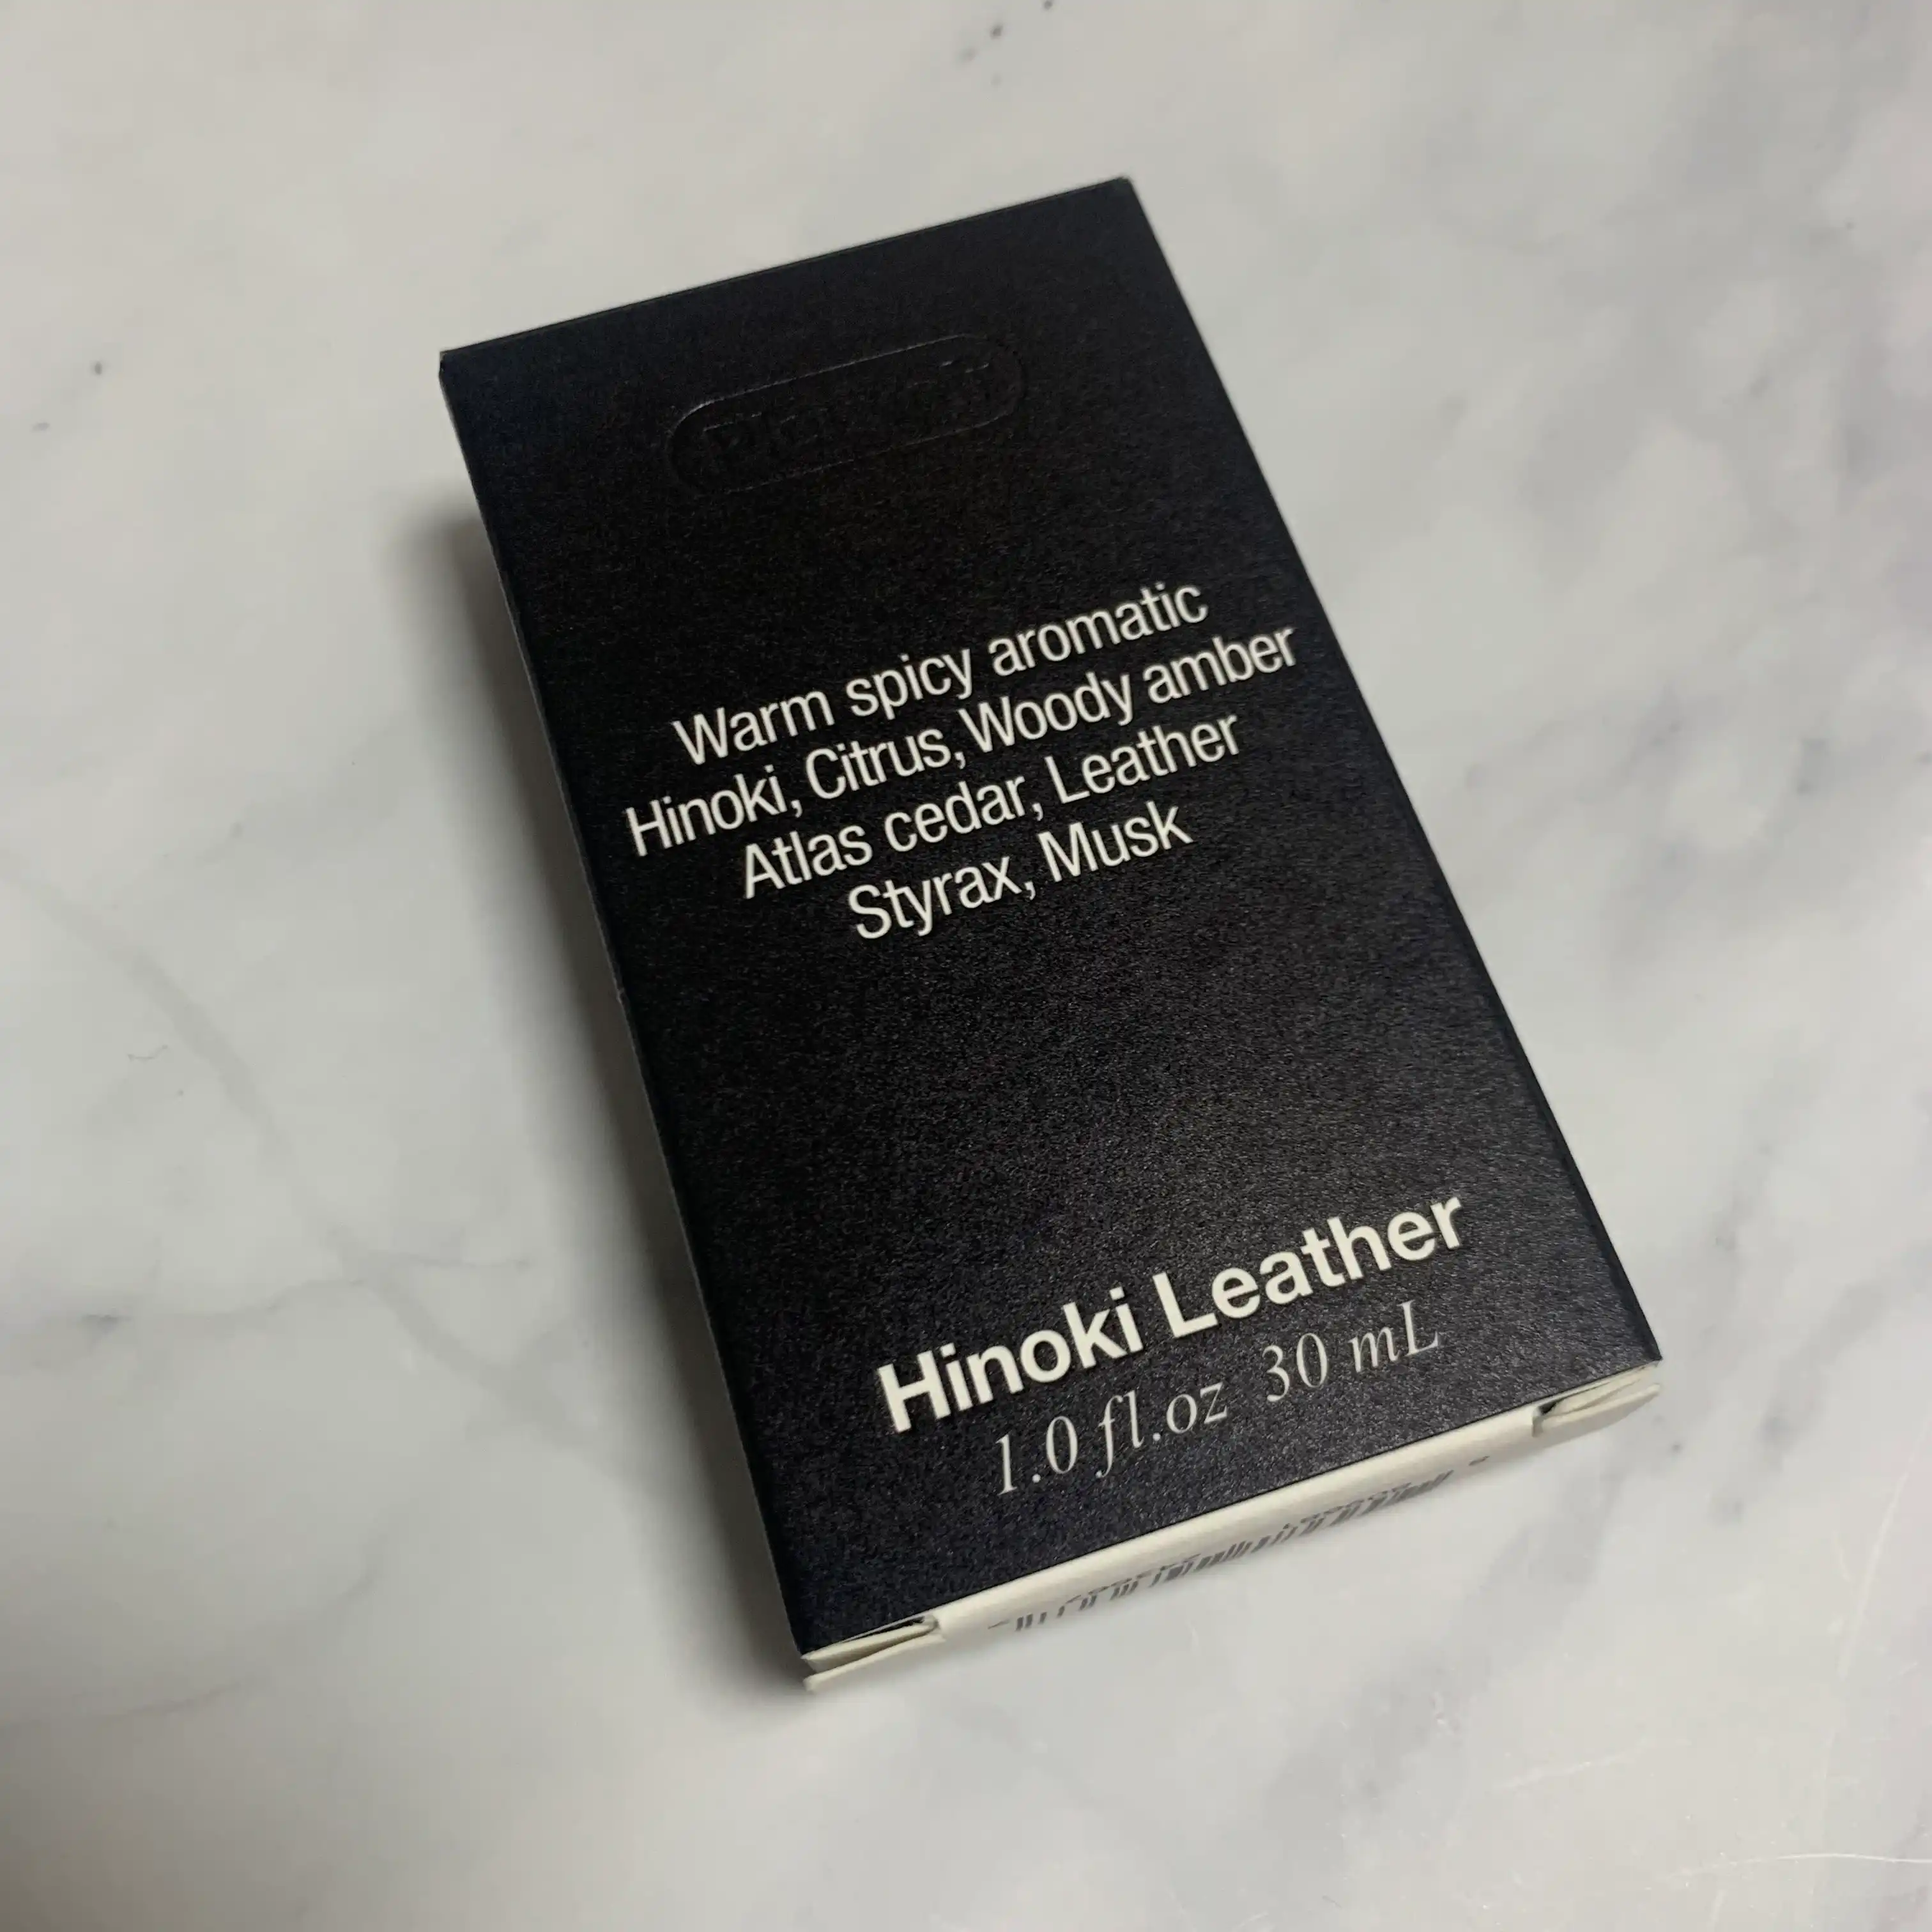 Warm spicy aromatic
Hinoki, Citrus, Woody amber
Atlas cedar, Leather
Styrax, Musk
Hinoki Leather
1.0 fl.oz 30 mL